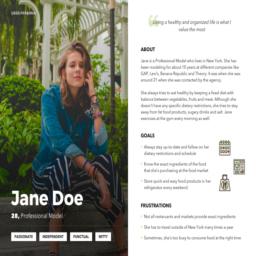 USER PERSONA
Living a healthy and organized life is what I
value the most
ABOUT
Jane is a Professional Model who lives in New York. She has
been modeling for about 10 years at different companies like
GAP, Levi's, Banana Republic and Theory. It was when she was
around 21 when she was contacted by the agency.
She always tries to eat healthy by keeping a fixed diet with
balance between vegetables, fruits and meat. Although she
doesn't have any specific dietary restrictions, she tries to stay
away from fat food products, sugary drinks and salt. Jane
exercises at the gym every morning as well.
GOALS
Always stay up to date and follow on her
dietary restrictions and schedule
Know the exact ingredients of the food
that she's purchasing at the food market
Store quick and easy food products in her
refrigerator every weekend
FRUSTRATIONS
Not all restaurants and markets provide exact ingredients
She has to travel outside of New York many times a year
Sometimes, she's too busy to consume food at the right time
Jane Doe
28, Professional Model
PASSIONATE INDEPENDENT PUNCTUAL WITTY